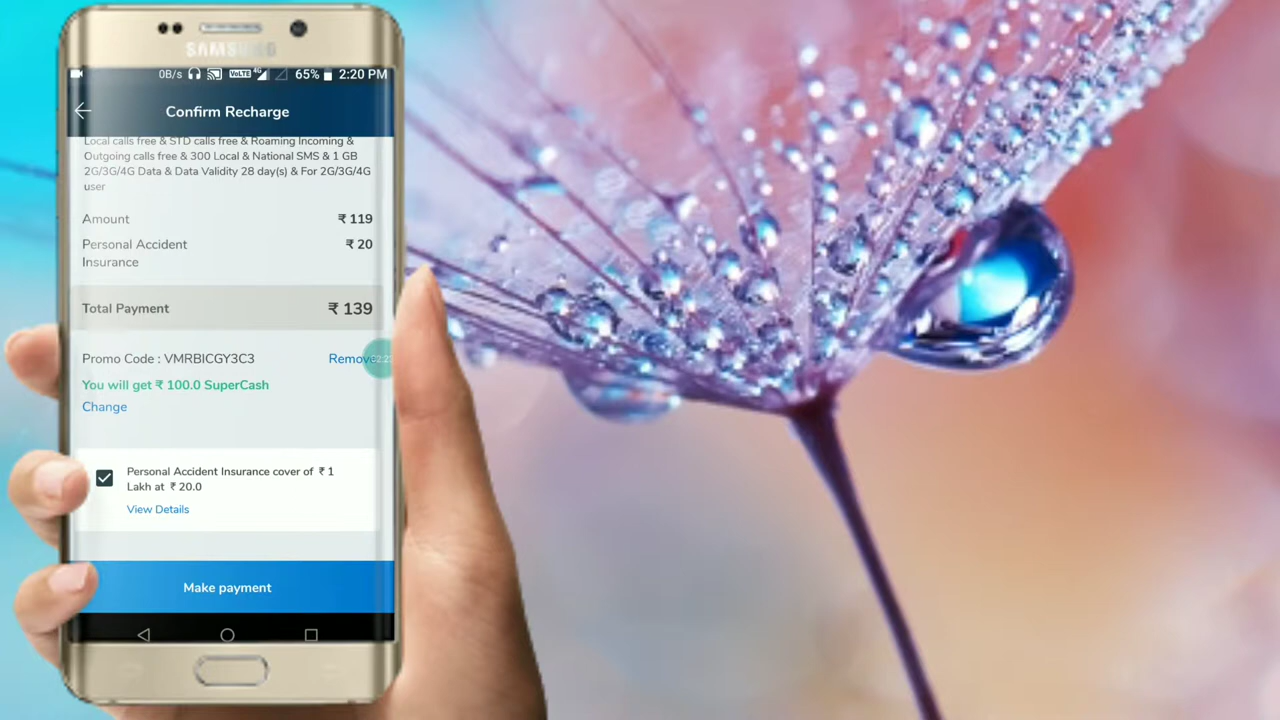 SAMSUNG
0B/s VoLTE 4G 65% 2:20 PM
Confirm Recharge
Local calls free & STD calls free & Roaming Incoming &
Outgoing calls free & 300 Local & National SMS & 1 GB
2G/3G/4G Data & Data Validity 28 day(s) & For 2G/3G/4G
user
Amount ₹ 119
Personal Accident ₹ 20
Insurance
Total Payment ₹ 139
Promo Code : VMRBICGY3C3 Remove
You will get ₹ 100.0 SuperCash
Change
Personal Accident Insurance cover of ₹ 1
Lakh at ₹ 20.0
View Details
Make payment